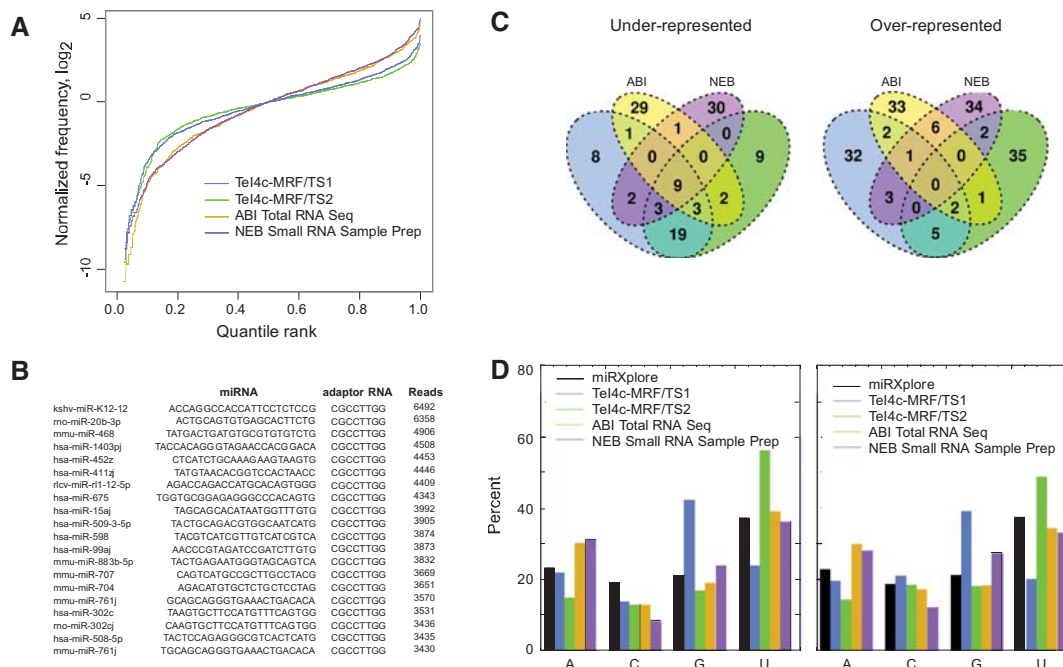 A
Normalized frequency, log2
5
0
-5
-10
Tel4c-MRF/TS1
Tel4c-MRF/TS2
ABI Total RNA Seq
NEB Small RNA Sample Prep
0.0 0.2 0.4 0.6 0.8 1.0
Quantile rank
B
miRNA adaptor RNA Reads
kshv-miR-K12-12 ACCAGGCCACCATTCCTCTCCG CGCCTTGG 6492
rno-miR-20b-3p ACTGCAGTGTGAGCACTTCTG CGCCTTGG 6358
mmu-miR-468 TATGACTGATGTGCGTGTGTCTG CGCCTTGG 4906
hsa-miR-1403pj TACCACAGGGTAGAACCACGGACA CGCCTTGG 4508
hsa-miR-452z CTCATCTGCAAAGAAGTAAGTG CGCCTTGG 4453
hsa-miR-411zj TATGTAACACGGTCCACTAACC CGCCTTGG 4446
rlcv-miR-rl1-12-5p AGACCAGACCATGCACAGTGGG CGCCTTGG 4409
hsa-miR-675 TGGTGCGGAGAGGGCCCACAGTG CGCCTTGG 4343
hsa-miR-15aj TAGCAGCACATAATGGTTTGTG CGCCTTGG 3992
hsa-miR-509-3-5p TACTGCAGACGTGGCAATCATG CGCCTTGG 3905
hsa-miR-598 TACGTCATCGTTGTCATCGTCA CGCCTTGG 3874
hsa-miR-99aj AACCCGTAGATCCGATCTTGTG CGCCTTGG 3873
mmu-miR-883b-5p TACTGAGAATGGGTAGCAGTCA CGCCTTGG 3832
mmu-miR-707 CAGTCATGCCGCTTGCCTACG CGCCTTGG 3669
mmu-miR-704 AGACATGTGCTCTGCTCCTAG CGCCTTGG 3651
mmu-miR-761j GCAGCAGGGTGAAACTGACACA CGCCTTGG 3570
hsa-miR-302c TAAGTGCTTCCATGTTTCAGTGG CGCCTTGG 3531
rno-miR-302cj CAAGTGCTTCCATGTTTCAGTGG CGCCTTGG 3436
hsa-miR-508-5p TACTCCAGAGGGCGTCACTCATG CGCCTTGG 3435
mmu-miR-761j TGCAGCAGGGTGAAACTGACACA CGCCTTGG 3430
C
Under-represented
ABI NEB
29 30
1 1 0
8 0 0 9
9
2 3 3 2
19
Over-represented
ABI NEB
33 34
2 6 2
32 1 0 35
0
3 0 2 1
5
D
Percent
80
60
40
20
0
miRXplore
Tel4c-MRF/TS1
Tel4c-MRF/TS2
ABI Total RNA Seq
NEB Small RNA Sample Prep
A C G U
miRXplore
Tel4c-MRF/TS1
Tel4c-MRF/TS2
ABI Total RNA Seq
NEB Small RNA Sample Prep
A C G U